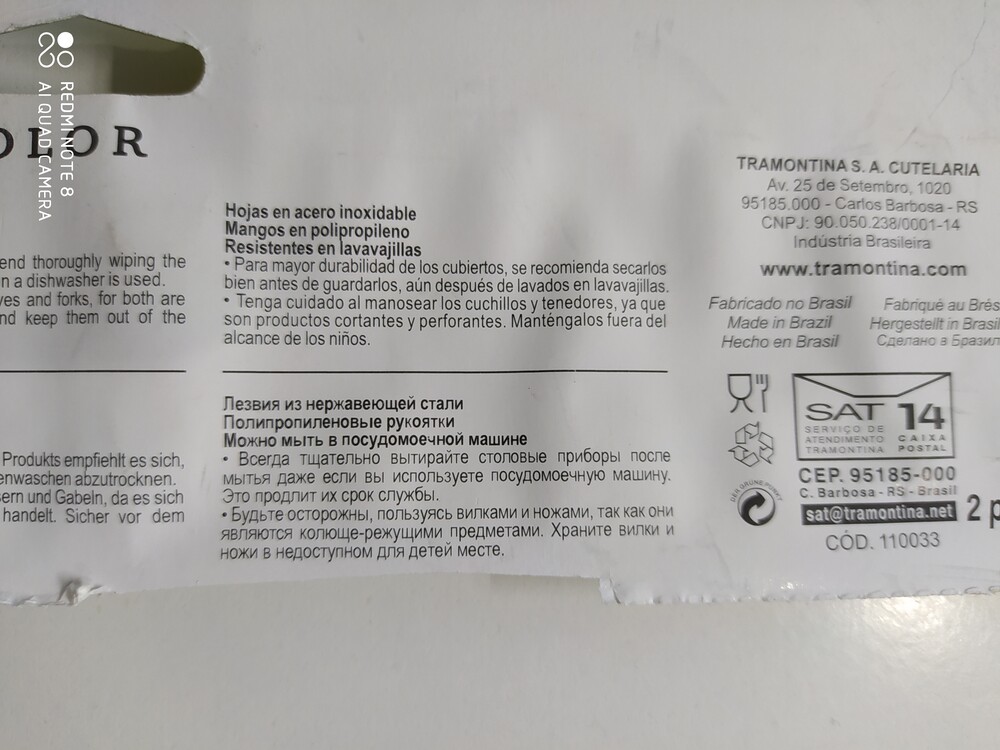 REDMI NOTE 8
AI QUAD CAMERA
OLOR
end thoroughly wiping the
n a dishwasher is used.
ves and forks, for both are
nd keep them out of the
Produkts empfiehlt es sich,
enwaschen abzutrocknen.
sern und Gabeln, da es sich
handelt. Sicher vor dem
Hojas en acero inoxidable
Mangos en polipropileno
Resistentes en lavavajillas
• Para mayor durabilidad de los cubiertos, se recomienda secarlos
bien antes de guardarlos, aún después de lavados en lavavajillas.
• Tenga cuidado al manosear los cuchillos y tenedores, ya que
son productos cortantes y perforantes. Manténgalos fuera del
alcance de los niños.
Лезвия из нержавеющей стали
Полипропиленовые рукоятки
Можно мыть в посудомоечной машине
• Всегда тщательно вытирайте столовые приборы после
мытья даже если вы используете посудомоечную машину.
Это продлит их срок службы.
• Будьте осторожны, пользуясь вилками и ножами, так как они
являются колюще-режущими предметами. Храните вилки и
ножи в недоступном для детей месте.
TRAMONTINA S. A. CUTELARIA
Av. 25 de Setembro, 1020
95185.000 - Carlos Barbosa - RS
CNPJ: 90.050.238/0001-14
Indústria Brasileira
www.tramontina.com
Fabricado no Brasil
Made in Brazil
Hecho en Brasil
Fabriqué au Brés
Hergestellt in Brasil
Сделано в Бразил
SAT 14
SERVIÇO DE
ATENDIMENTO
TRAMONTINA
CAIXA
POSTAL
DER GRÜNE PUNKT
CEP. 95185-000
C. Barbosa - RS - Brasil
sat@tramontina.net
2 p
CÓD. 110033